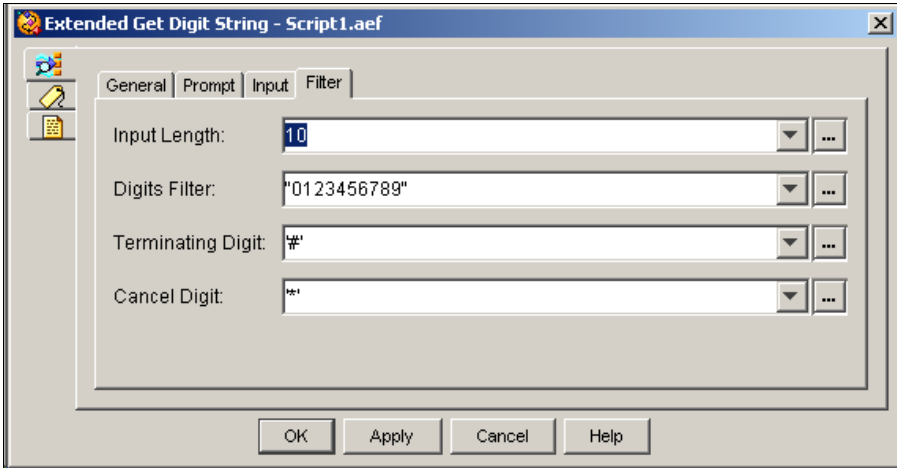 Extended Get Digit String - Script1.aef
General Prompt Input Filter
Input Length: 10 ...
Digits Filter: "0123456789" ...
Terminating Digit: '#' ...
Cancel Digit: '*' ...
OK Apply Cancel Help